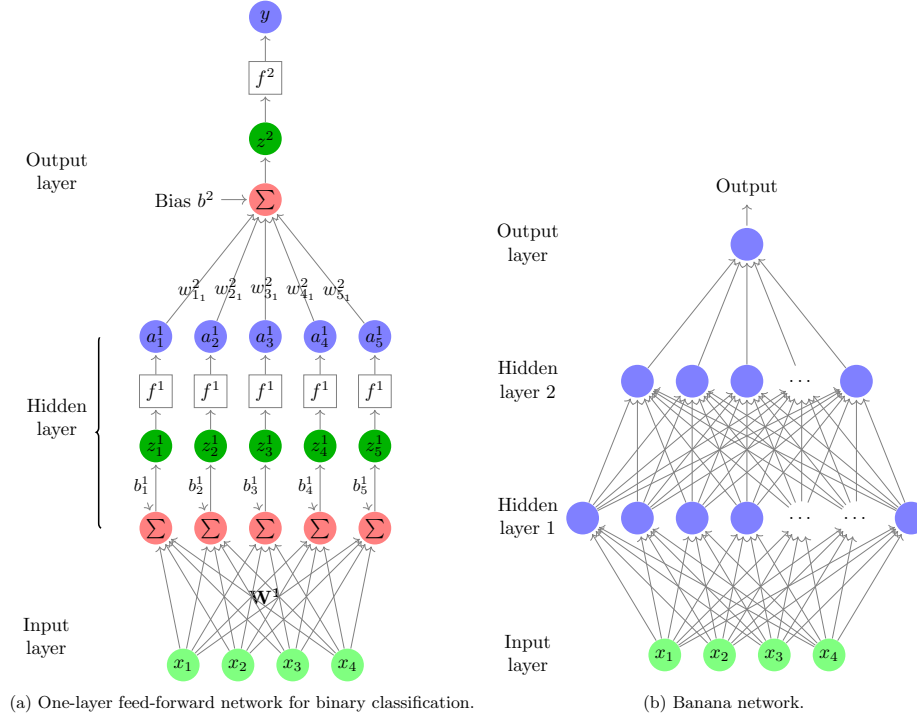 y
f²
z²
Output
layer
Bias b²
∑
w²₁₁ w²₂₁ w²₃₁ w²₄₁ w²₅₁
a¹₁ a¹₂ a¹₃ a¹₄ a¹₅
f¹ f¹ f¹ f¹ f¹
Hidden
layer
z¹₁ z¹₂ z¹₃ z¹₄ z¹₅
b¹₁ b¹₂ b¹₃ b¹₄ b¹₅
∑ ∑ ∑ ∑ ∑
W¹
Input
layer
x₁ x₂ x₃ x₄
(a) One-layer feed-forward network for binary classification.
Output
Output
layer
Hidden
layer 2
...
Hidden
layer 1
... ...
Input
layer
x₁ x₂ x₃ x₄
(b) Banana network.